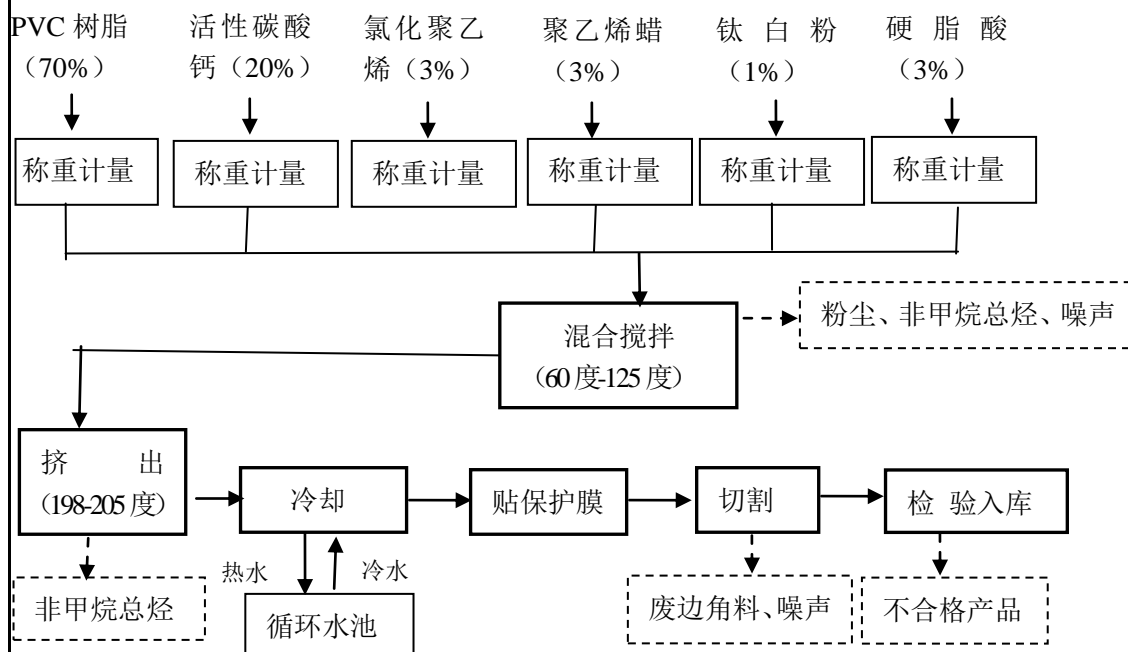 PVC 树脂
（70%）
活性碳酸
钙（20%）
氯化聚乙
烯（3%）
聚乙烯蜡
（3%）
钛白粉
（1%）
硬脂酸
（3%）
称重计量
称重计量
称重计量
称重计量
称重计量
称重计量
混合搅拌
（60 度-125 度）
粉尘、非甲烷总烃、噪声
挤出
（198-205 度）
冷却
贴保护膜
切割
检 验入库
热水
冷水
非甲烷总烃
循环水池
废边角料、噪声
不合格产品